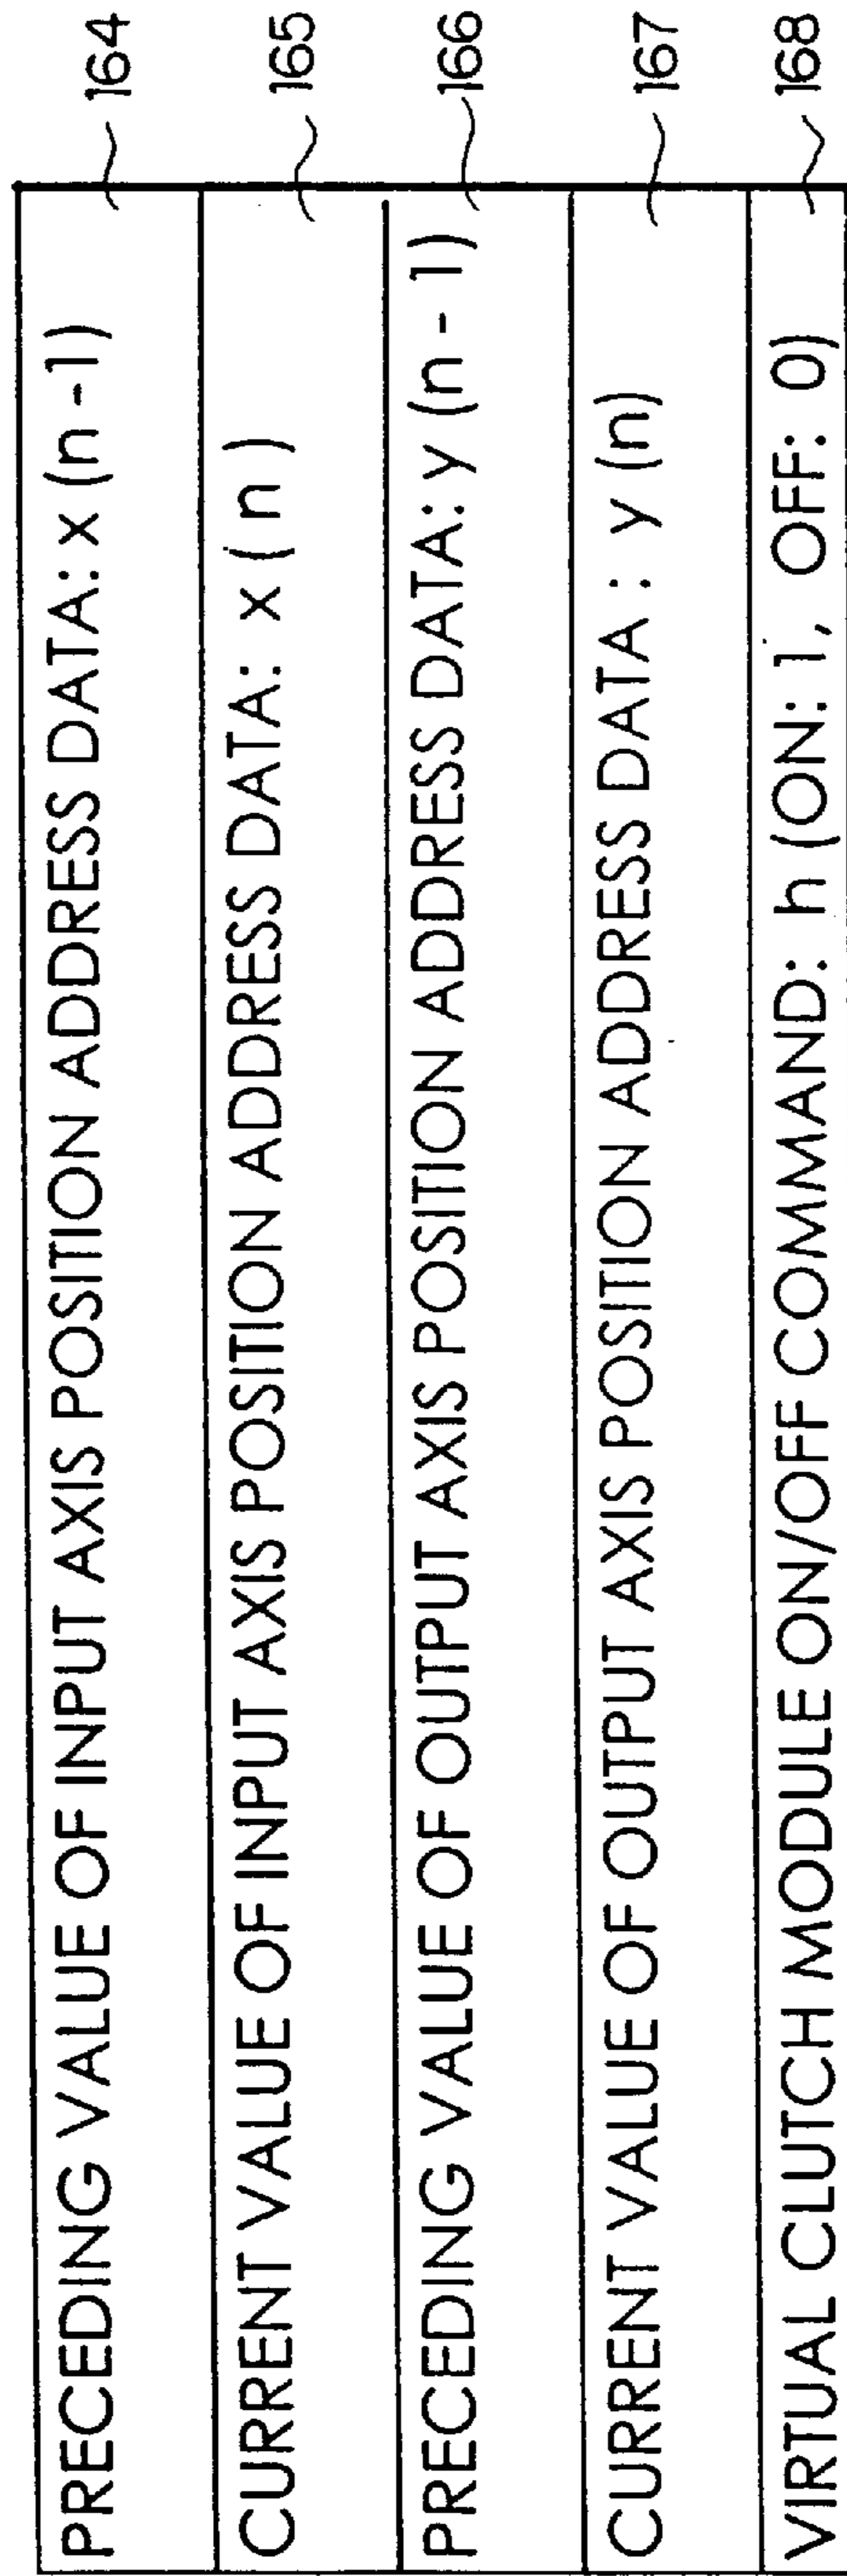 PRECEDING VALUE OF INPUT AXIS POSITION ADDRESS DATA: x (n - 1) 164
CURRENT VALUE OF INPUT AXIS POSITION ADDRESS DATA: x ( n ) 165
PRECEDING VALUE OF OUTPUT AXIS POSITION ADDRESS DATA: y (n - 1) 166
CURRENT VALUE OF OUTPUT AXIS POSITION ADDRESS DATA : y (n) 167
VIRTUAL CLUTCH MODULE ON/OFF COMMAND: h (ON: 1, OFF: 0) 168